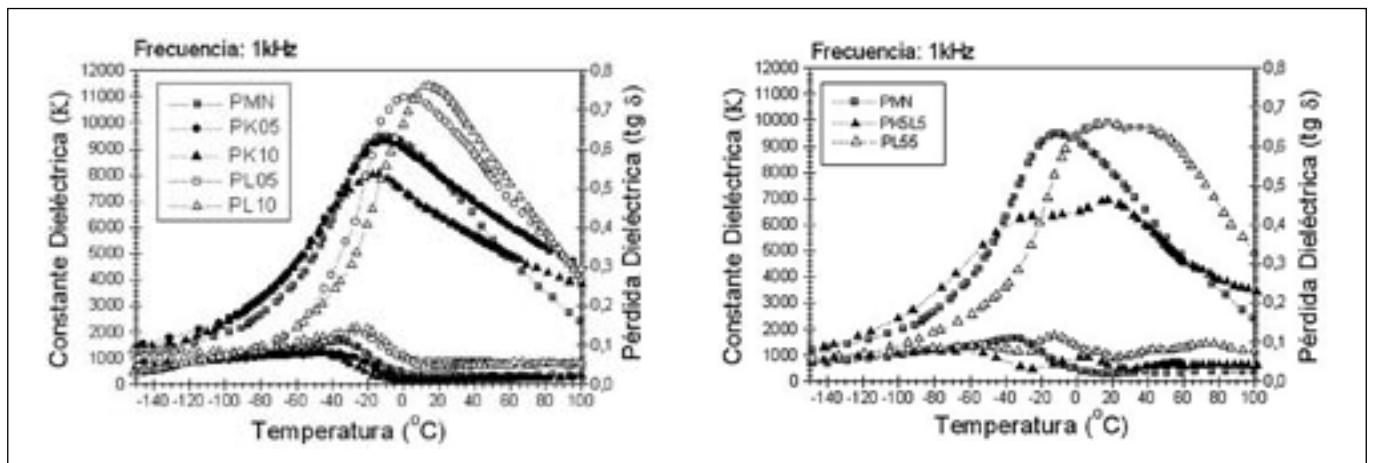 Frecuencia: 1kHz
Constante Dieléctrica (K)
12000
11000
10000
9000
8000
7000
6000
5000
4000
3000
2000
1000
0
PMN
PK05
PK10
PL05
PL10
0,8
0,7
0,6
0,5
0,4
0,3
0,2
0,1
0,0
Pérdida Dieléctrica (tg δ)
-140 -120 -100 -80 -60 -40 -20 0 20 40 60 80 100
Temperatura (°C)
Frecuencia: 1kHz
Constante Dieléctrica (K)
12000
11000
10000
9000
8000
7000
6000
5000
4000
3000
2000
1000
0
PMN
PK5L5
PL55
0,8
0,7
0,6
0,5
0,4
0,3
0,2
0,1
0,0
Pérdida Dieléctrica (tg δ)
-140 -120 -100 -80 -60 -40 -20 0 20 40 60 80 100
Temperatura (°C)